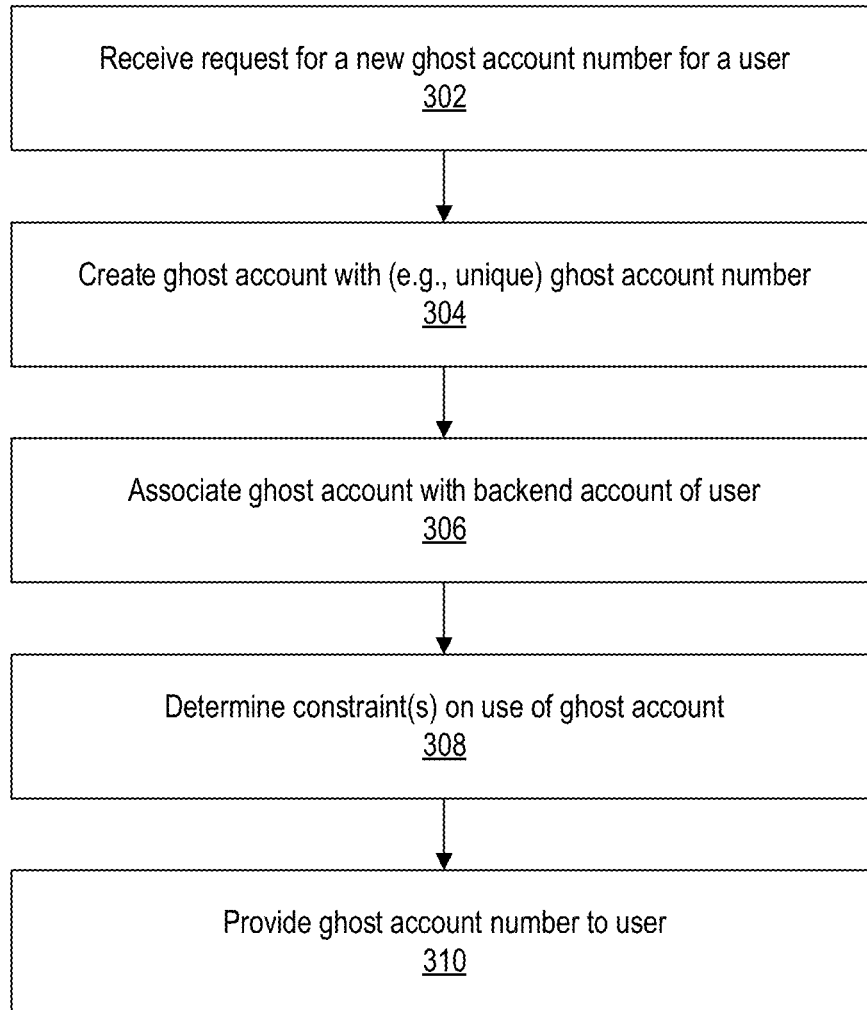 Receive request for a new ghost account number for a user
302
Create ghost account with (e.g., unique) ghost account number
304
Associate ghost account with backend account of user
306
Determine constraint(s) on use of ghost account
308
Provide ghost account number to user
310